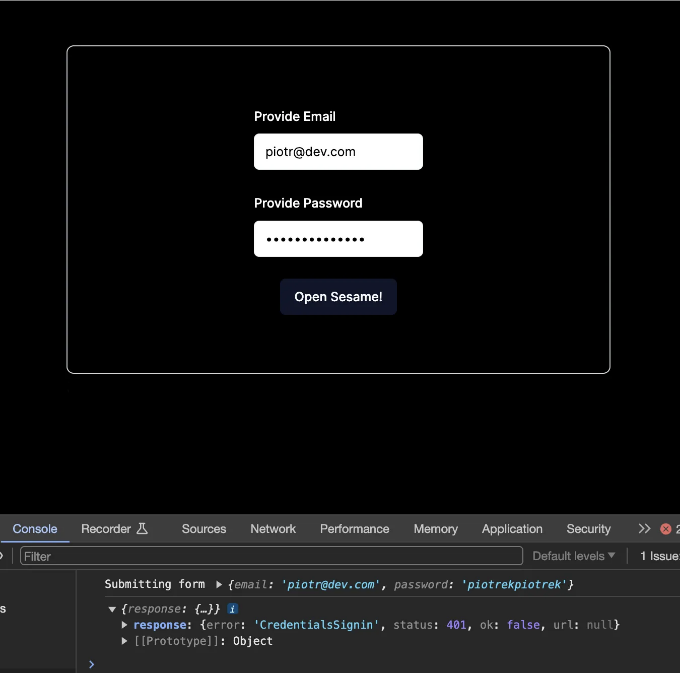 Provide Email
piotr@dev.com
Provide Password
••••••••••••••
Open Sesame!
Console Recorder Sources Network Performance Memory Application Security 2
Filter Default levels ▼ 1 Issue:
Submitting form ▶ {email: 'piotr@dev.com', password: 'piotrekpiotrek'}
s ▼ {response: {…}} i
▶ response: {error: 'CredentialsSignin', status: 401, ok: false, url: null}
▶ [[Prototype]]: Object